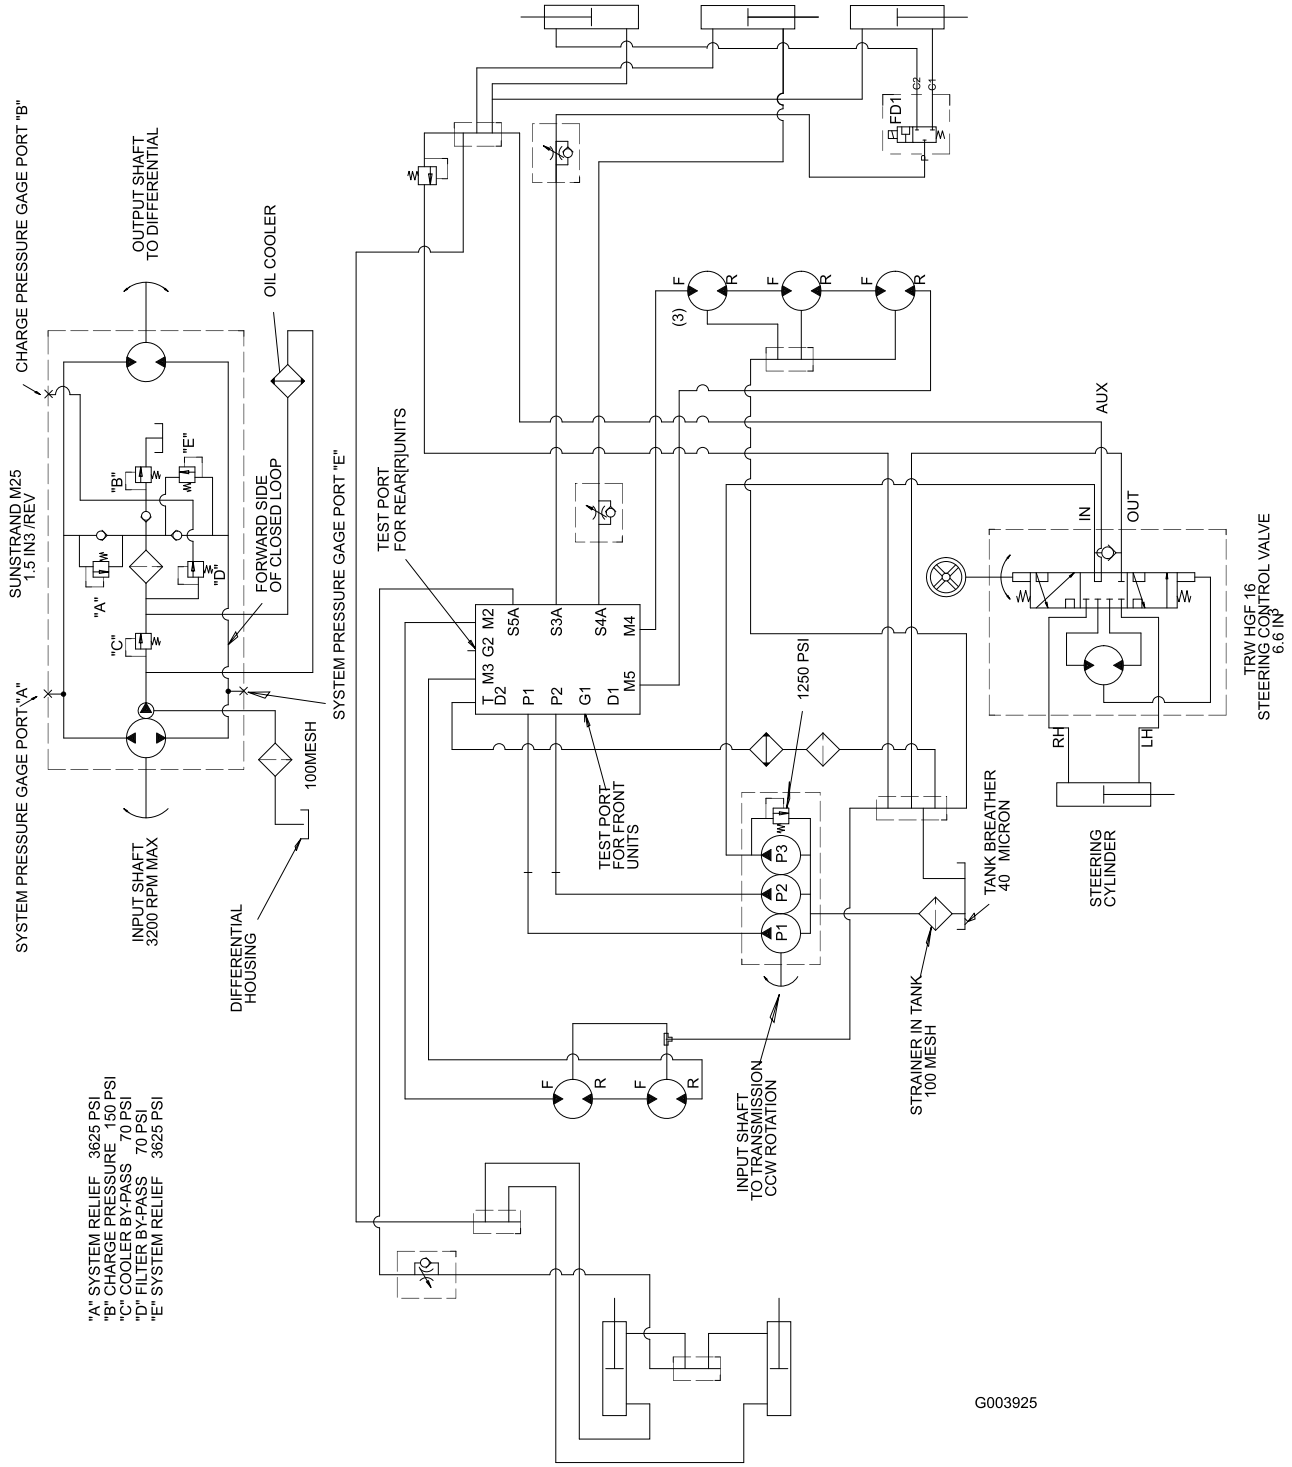 SYSTEM PRESSURE GAGE PORT "A"
SUNSTRAND M25
1.5 IN3 /REV
CHARGE PRESSURE GAGE PORT "B"
INPUT SHAFT
3200 RPM MAX
OUTPUT SHAFT
TO DIFFERENTIAL
"A"
"B"
"C"
"D"
"E"
OIL COOLER
FORWARD SIDE
OF CLOSED LOOP
SYSTEM PRESSURE GAGE PORT "E"
100MESH
DIFFERENTIAL
HOUSING
"A" SYSTEM RELIEF 3625 PSI
"B" CHARGE PRESSURE 150 PSI
"C" COOLER BY-PASS 70 PSI
"D" FILTER BY-PASS 70 PSI
"E" SYSTEM RELIEF 3625 PSI
TEST PORT
FOR REAR[R]UNITS
T
M3
G2
M2
D2
S5A
P1
P2
S3A
G1
S4A
D1
M5
M4
TEST PORT
FOR FRONT
UNITS
1250 PSI
P1
P2
P3
INPUT SHAFT
TO TRANSMISSION
CCW ROTATION
STRAINER IN TANK
100 MESH
TANK BREATHER
40 MICRON
F
R
F
R
(3)
F
R
F
R
F
R
FD1
C2
C1
P
AUX
IN
OUT
RH
LH
STEERING
CYLINDER
TRW HGF 16
STEERING CONTROL VALVE
6.6 IN3
G003925